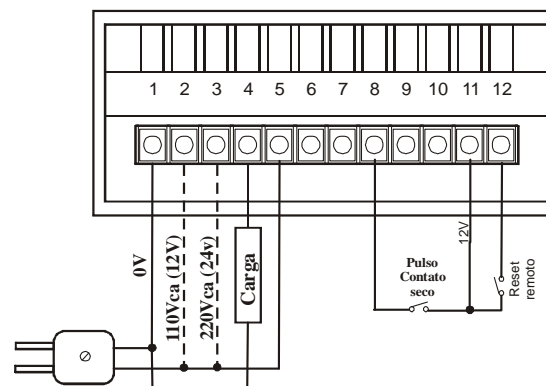 1 2 3 4 5 6 7 8 9 10 11 12
0V
110Vca (12V)
220Vca (24v)
Carga
12V
Pulso
Contato
seco
Reset
remoto